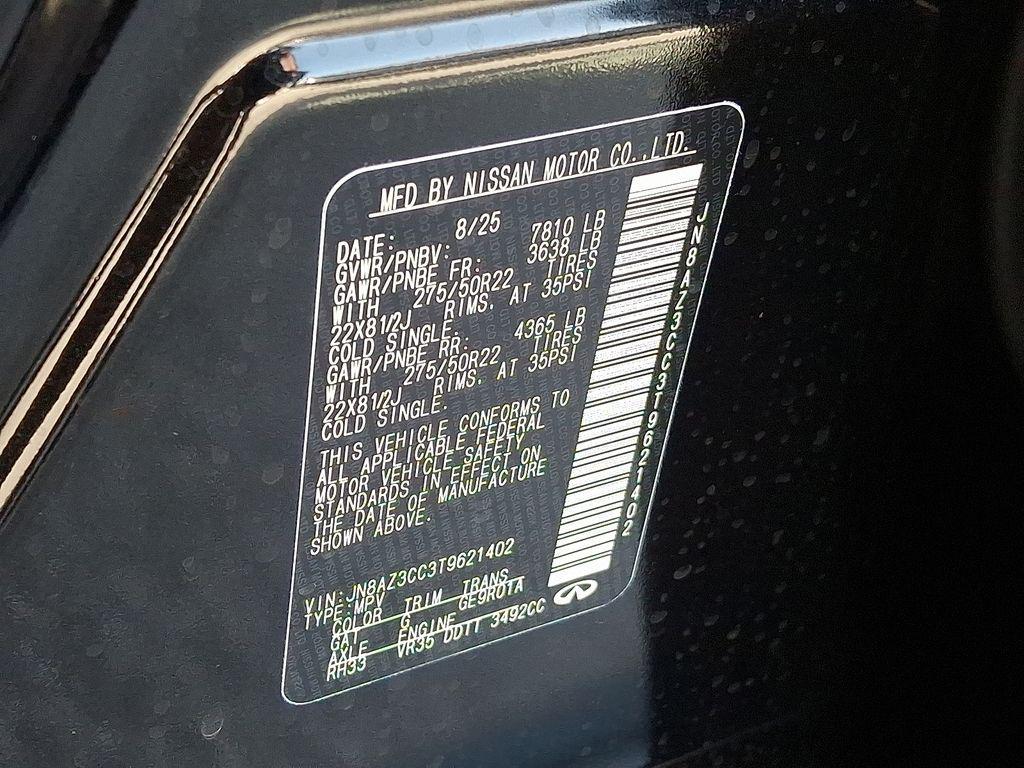 MFD BY NISSAN MOTOR CO.,LTD.
DATE: 8/25
GVWR/PNBV: 7810 LB
GAWR/PNBE FR: 3638 LB
WITH 275/50R22 TIRES
22X81/2J RIMS, AT 35PSI
COLD SINGLE.
GAWR/PNBE RR: 4365 LB
WITH 275/50R22 TIRES
22X81/2J RIMS, AT 35PSI
COLD SINGLE.
THIS VEHICLE CONFORMS TO
ALL APPLICABLE FEDERAL
MOTOR VEHICLE SAFETY
STANDARDS IN EFFECT ON
THE DATE OF MANUFACTURE
SHOWN ABOVE.
VIN:JN8AZ3CC3T9621402
TYPE:MPV
COLOR TRIM TRANS
GAT G GE9R01A
AXLE ENGINE
RH33 VR35 DDTT 3492CC
JN8AZ3CC3T9621402